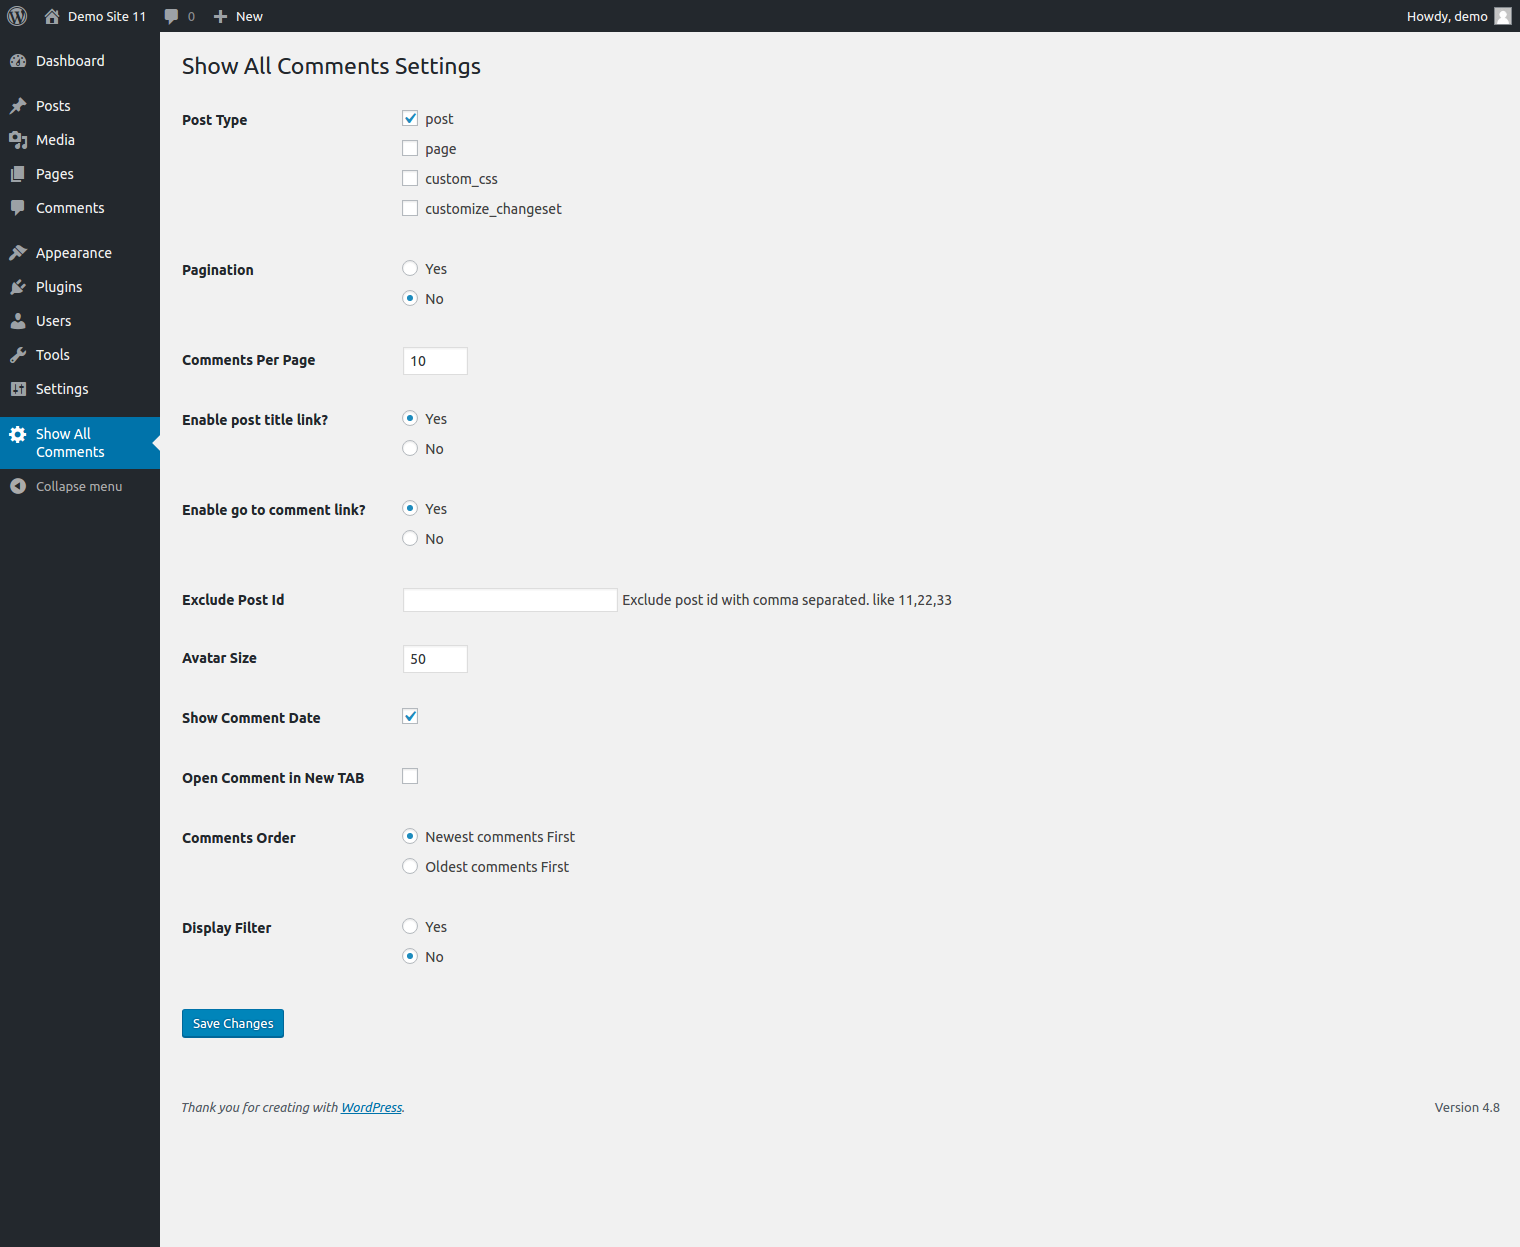 Demo Site 11 0 New Howdy, demo
Dashboard
Posts
Media
Pages
Comments
Appearance
Plugins
Users
Tools
Settings
Show All
Comments
Collapse menu
Show All Comments Settings
Post Type post
page
custom_css
customize_changeset
Pagination Yes
No
Comments Per Page 10
Enable post title link? Yes
No
Enable go to comment link? Yes
No
Exclude Post Id Exclude post id with comma separated. like 11,22,33
Avatar Size 50
Show Comment Date
Open Comment in New TAB
Comments Order Newest comments First
Oldest comments First
Display Filter Yes
No
Save Changes
Thank you for creating with WordPress. Version 4.8